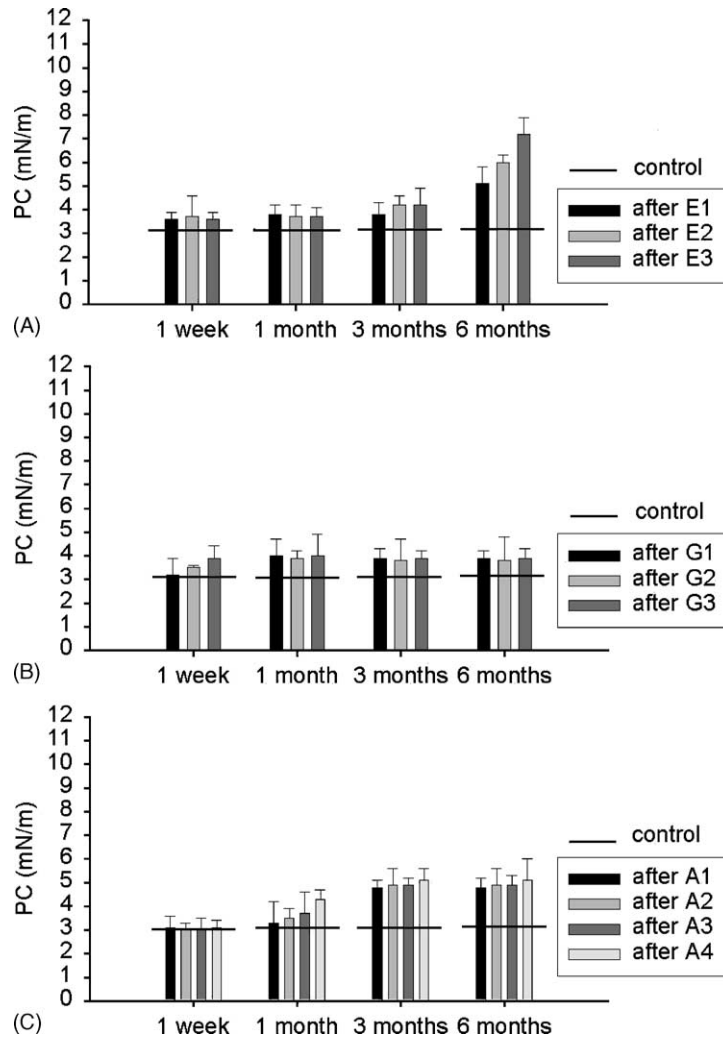 12
11
10
9
8
7
6
5
4
3
2
1
0
PC (mN/m)
control
after E1
after E2
after E3
(A)
1 week 1 month 3 months 6 months
12
11
10
9
8
7
6
5
4
3
2
1
0
PC (mN/m)
control
after G1
after G2
after G3
(B)
1 week 1 month 3 months 6 months
12
11
10
9
8
7
6
5
4
3
2
1
0
PC (mN/m)
control
after A1
after A2
after A3
after A4
(C)
1 week 1 month 3 months 6 months